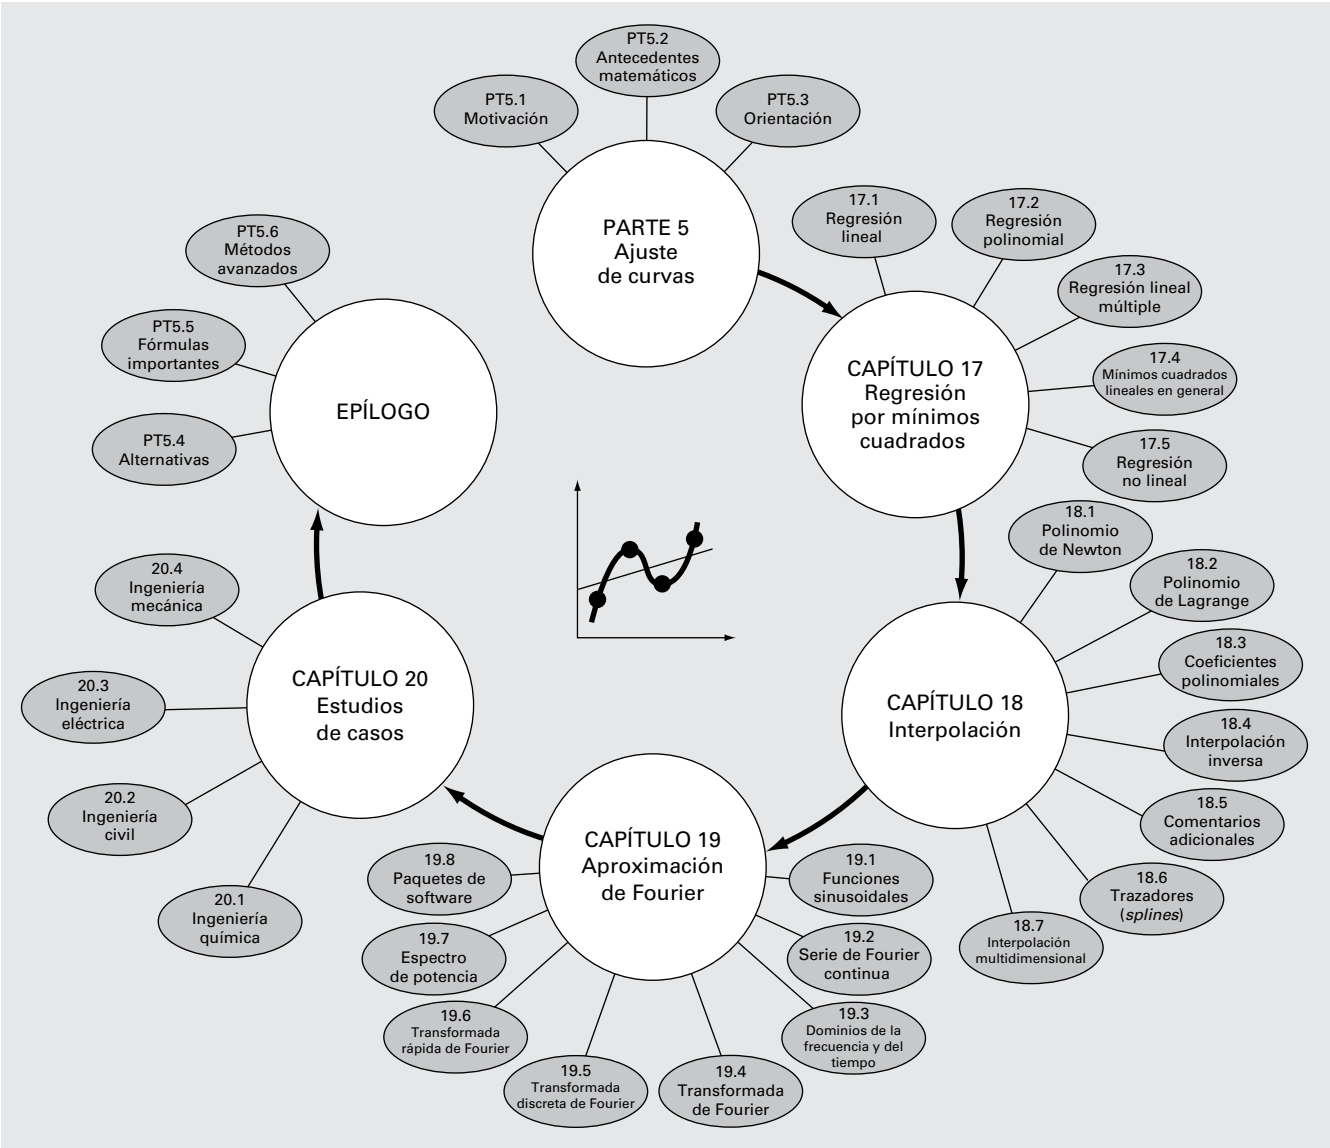 PT5.1
Motivación
PT5.2
Antecedentes
matemáticos
PT5.3
Orientación
PARTE 5
Ajuste
de curvas
17.1
Regresión
lineal
17.2
Regresión
polinomial
17.3
Regresión lineal
múltiple
17.4
Mínimos cuadrados
lineales en general
17.5
Regresión
no lineal
CAPÍTULO 17
Regresión
por mínimos
cuadrados
18.1
Polinomio
de Newton
18.2
Polinomio
de Lagrange
18.3
Coeficientes
polinomiales
18.4
Interpolación
inversa
18.5
Comentarios
adicionales
18.6
Trazadores
(splines)
18.7
Interpolación
multidimensional
CAPÍTULO 18
Interpolación
CAPÍTULO 19
Aproximación
de Fourier
19.1
Funciones
sinusoidales
19.2
Serie de Fourier
continua
19.3
Dominios de la
frecuencia y del
tiempo
19.4
Transformada
de Fourier
19.5
Transformada
discreta de Fourier
19.6
Transformada
rápida de Fourier
19.7
Espectro
de potencia
19.8
Paquetes de
software
CAPÍTULO 20
Estudios
de casos
20.1
Ingeniería
química
20.2
Ingeniería
civil
20.3
Ingeniería
eléctrica
20.4
Ingeniería
mecánica
EPÍLOGO
PT5.4
Alternativas
PT5.5
Fórmulas
importantes
PT5.6
Métodos
avanzados